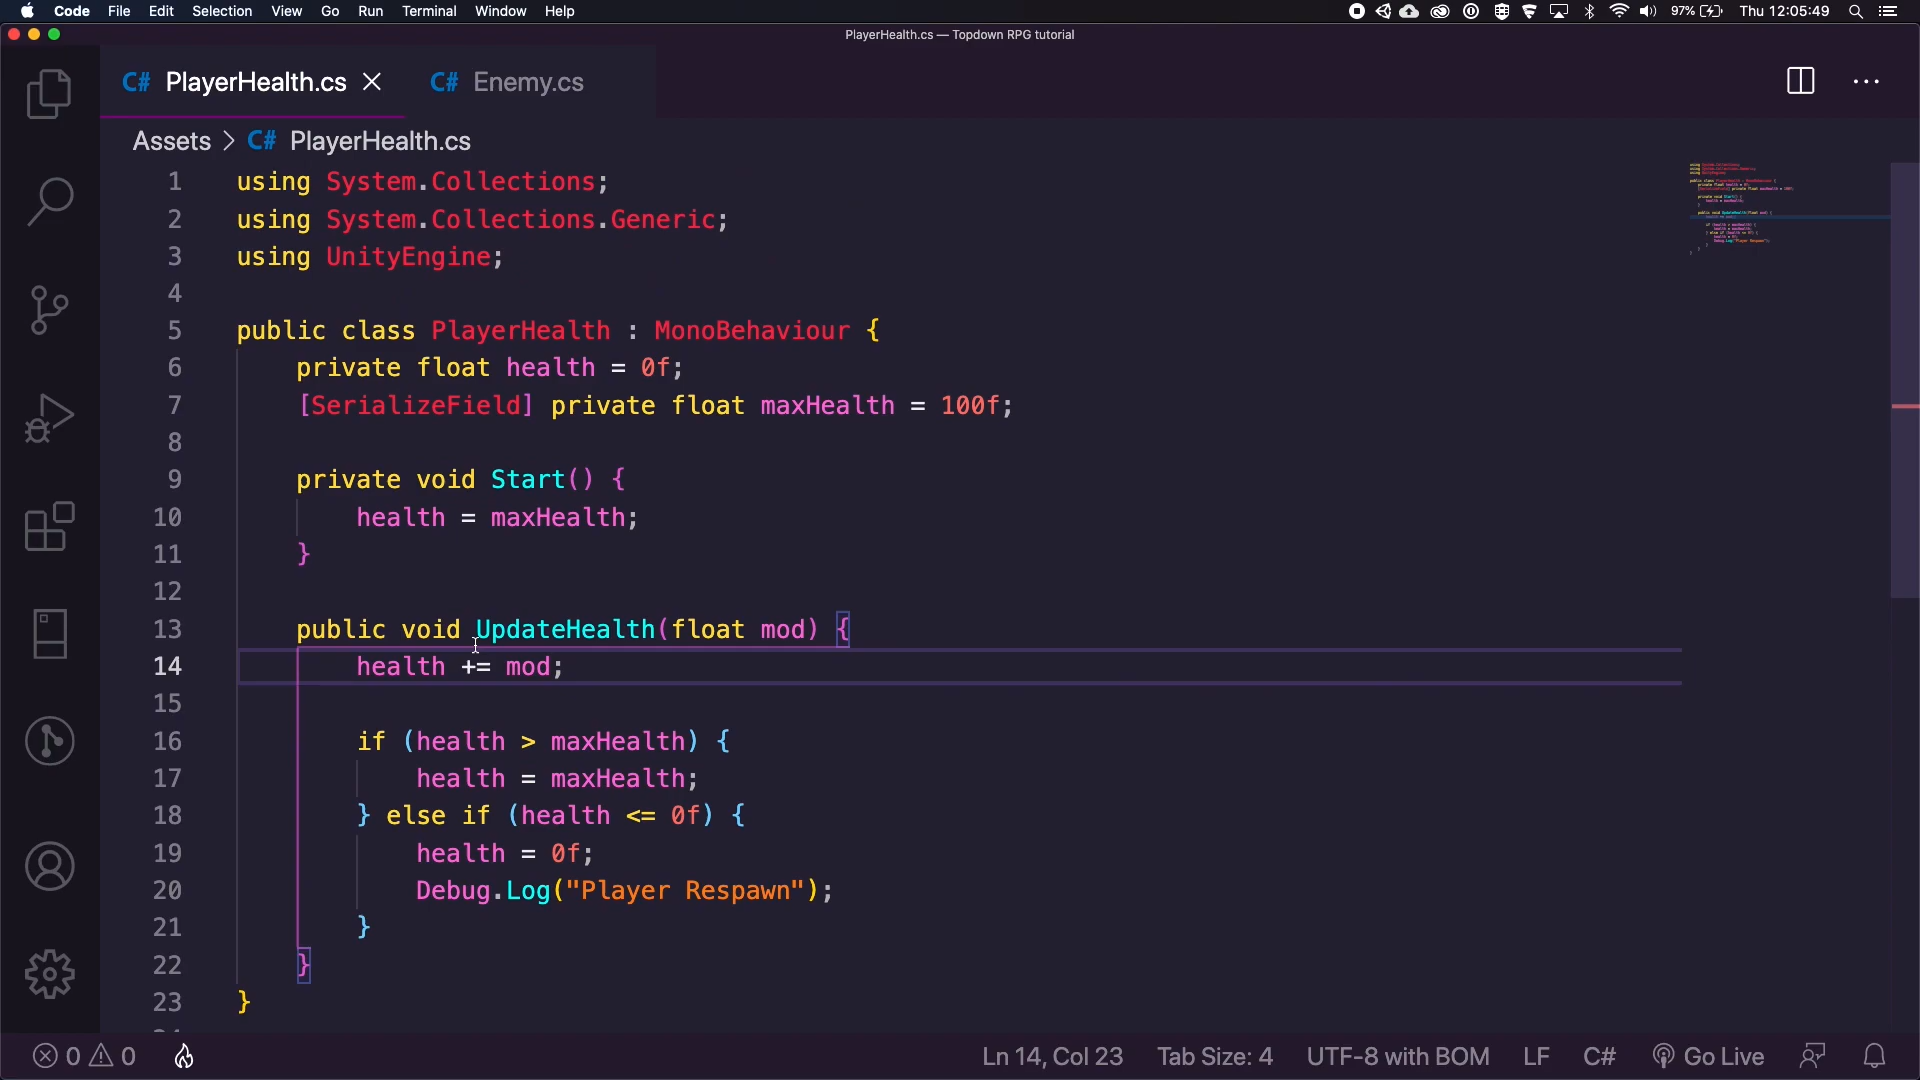 Code File Edit Selection View Go Run Terminal Window Help 97% Thu 12:05:49
PlayerHealth.cs — Topdown RPG tutorial
C# PlayerHealth.cs C# Enemy.cs
Assets > C# PlayerHealth.cs
1 using System.Collections;
2 using System.Collections.Generic;
3 using UnityEngine;
4
5 public class PlayerHealth : MonoBehaviour {
6 private float health = 0f;
7 [SerializeField] private float maxHealth = 100f;
8
9 private void Start() {
10 health = maxHealth;
11 }
12
13 public void UpdateHealth(float mod) {
14 health += mod;
15
16 if (health > maxHealth) {
17 health = maxHealth;
18 } else if (health <= 0f) {
19 health = 0f;
20 Debug.Log("Player Respawn");
21 }
22 }
23 }
0 0 Ln 14, Col 23 Tab Size: 4 UTF-8 with BOM LF C# Go Live